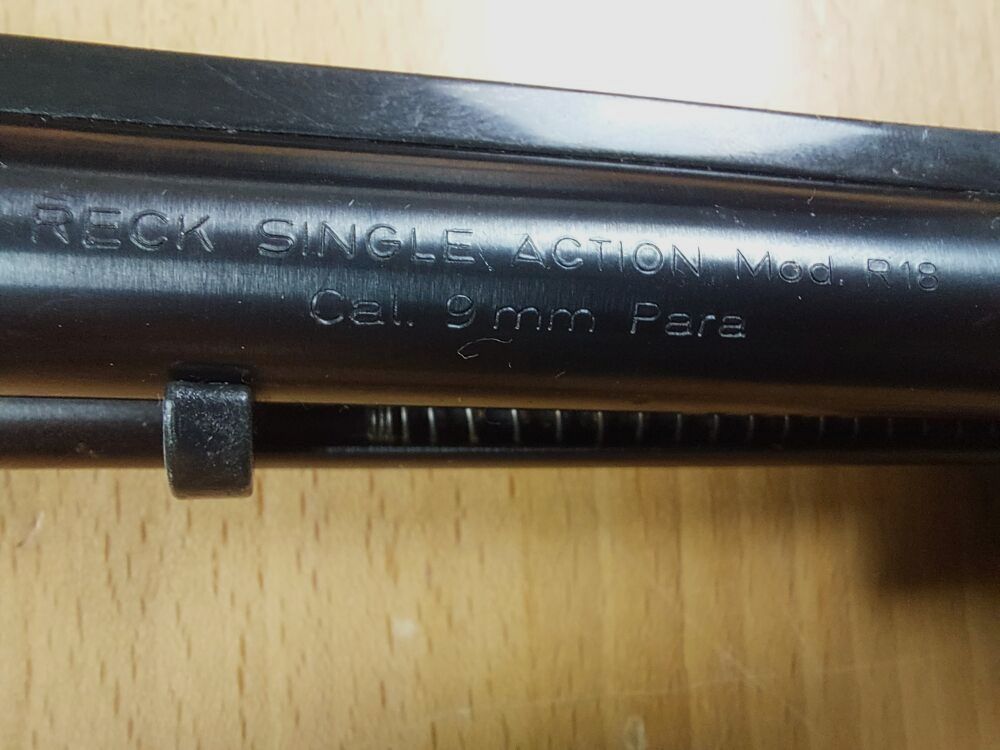 RECK SINGLE ACTION Mod. R18
Cal. 9mm Para